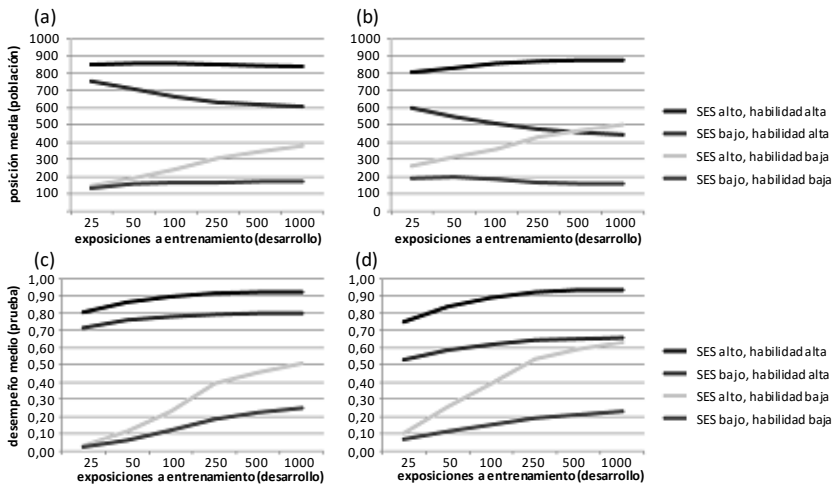 (a)
1000
900
800
700
600
500
400
300
200
100
posición media (población)
25 50 100 250 500 1000
exposiciones a entrenamiento (desarrollo)
(b)
1000
900
800
700
600
500
400
300
200
100
0
25 50 100 250 500 1000
exposiciones a entrenamiento (desarrollo)
SES alto, habilidad alta
SES bajo, habilidad alta
SES alto, habilidad baja
SES bajo, habilidad baja
(c)
1,00
0,90
0,80
0,70
0,60
0,50
0,40
0,30
0,20
0,10
0,00
desempeño medio (prueba)
25 50 100 250 500 1000
exposiciones a entrenamiento (desarrollo)
(d)
1,00
0,90
0,80
0,70
0,60
0,50
0,40
0,30
0,20
0,10
0,00
25 50 100 250 500 1000
exposiciones a entrenamiento (desarrollo)
SES alto, habilidad alta
SES bajo, habilidad alta
SES alto, habilidad baja
SES bajo, habilidad baja